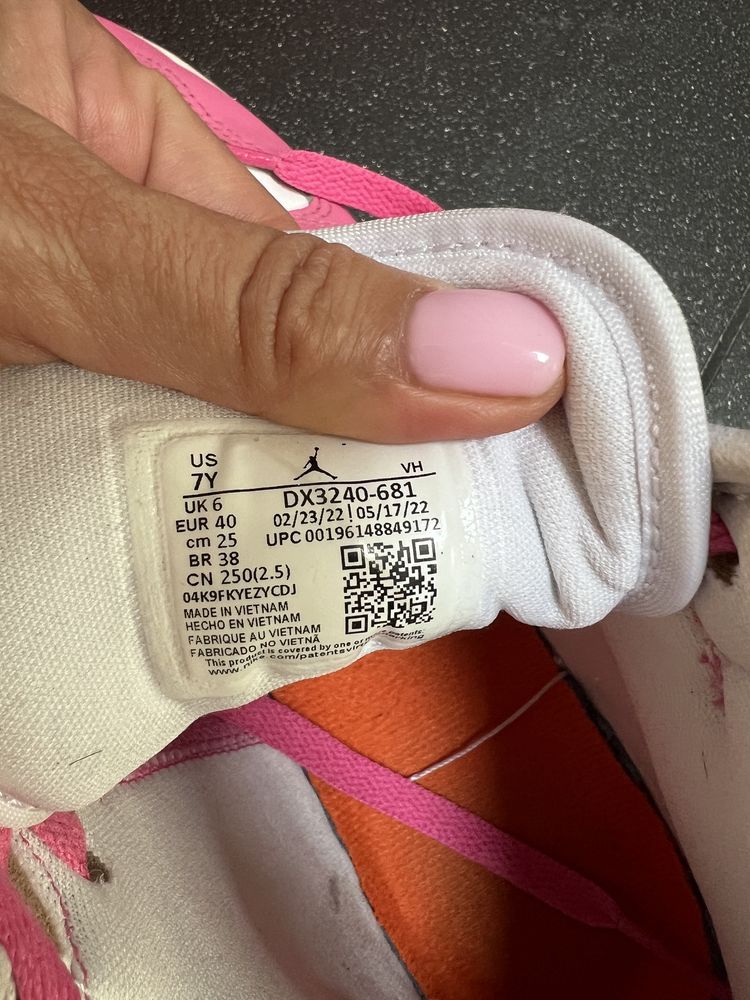 US
7Y
VH
UK 6
EUR 40
cm 25
BR 38
CN 250(2.5)
DX3240-681
02/23/22 ! 05/17/22
UPC 00196148849172
04K9FKYEZYCDJ
MADE IN VIETNAM
HECHO EN VIETNAM
FABRIQUE AU VIETNAM
FABRICADO NO VIETNÃ
This product is covered by one or more patents: